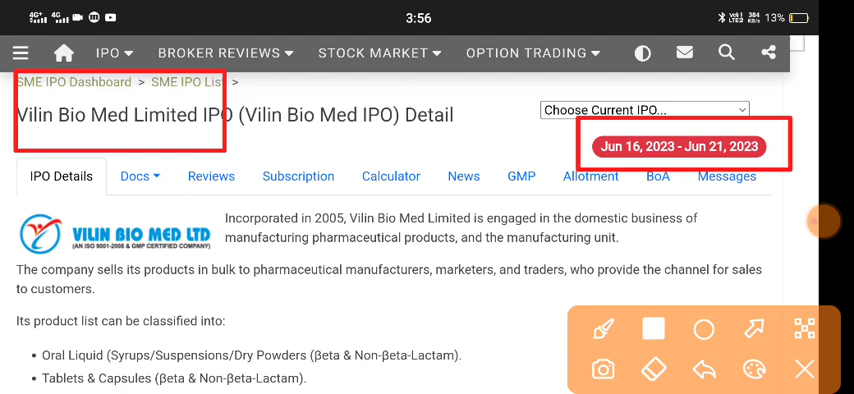 4G+ 4G 3:56 Vo1 LTE2 384 KB/s 13%
IPO BROKER REVIEWS STOCK MARKET OPTION TRADING
SME IPO Dashboard > SME IPO List >
Vilin Bio Med Limited IPO (Vilin Bio Med IPO) Detail
Choose Current IPO...
Jun 16, 2023 - Jun 21, 2023
IPO Details Docs Reviews Subscription Calculator News GMP Allotment BoA Messages
VILIN BIO MED LTD
(AN ISO 9001-2008 & GMP CERTIFIED COMPANY)
Incorporated in 2005, Vilin Bio Med Limited is engaged in the domestic business of
manufacturing pharmaceutical products, and the manufacturing unit.
The company sells its products in bulk to pharmaceutical manufacturers, marketers, and traders, who provide the channel for sales
to customers.
Its product list can be classified into:
• Oral Liquid (Syrups/Suspensions/Dry Powders (βeta & Non-βeta-Lactam).
• Tablets & Capsules (βeta & Non-βeta-Lactam).